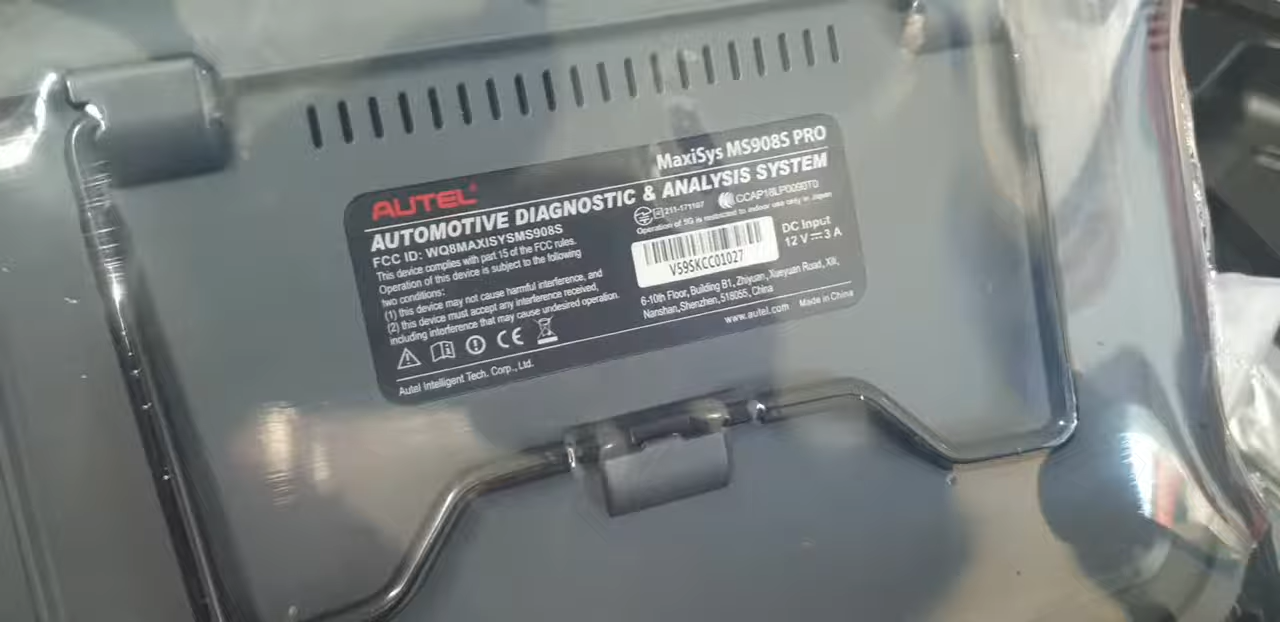 MaxiSys MS908S PRO
AUTEL
AUTOMOTIVE DIAGNOSTIC & ANALYSIS SYSTEM
FCC ID: WQ8MAXISYSMS908S
This device complies with part 15 of the FCC rules.
Operation of this device is subject to the following
two conditions:
(1) this device may not cause harmful interference, and
(2) this device must accept any interference received,
including interference that may cause undesired operation.
CE
Autel Intelligent Tech. Corp., Ltd.
211-171107
CCAP18LP0090T0
Operation of 5G is restricted to indoor use only in Japan
V59SKCC01027
DC Input
12 V 3 A
6-10th Floor, Building B1, Zhiyuan, Xueyuan Road, Xili,
Nanshan, Shenzhen, 518055, China
www.autel.com
Made in China